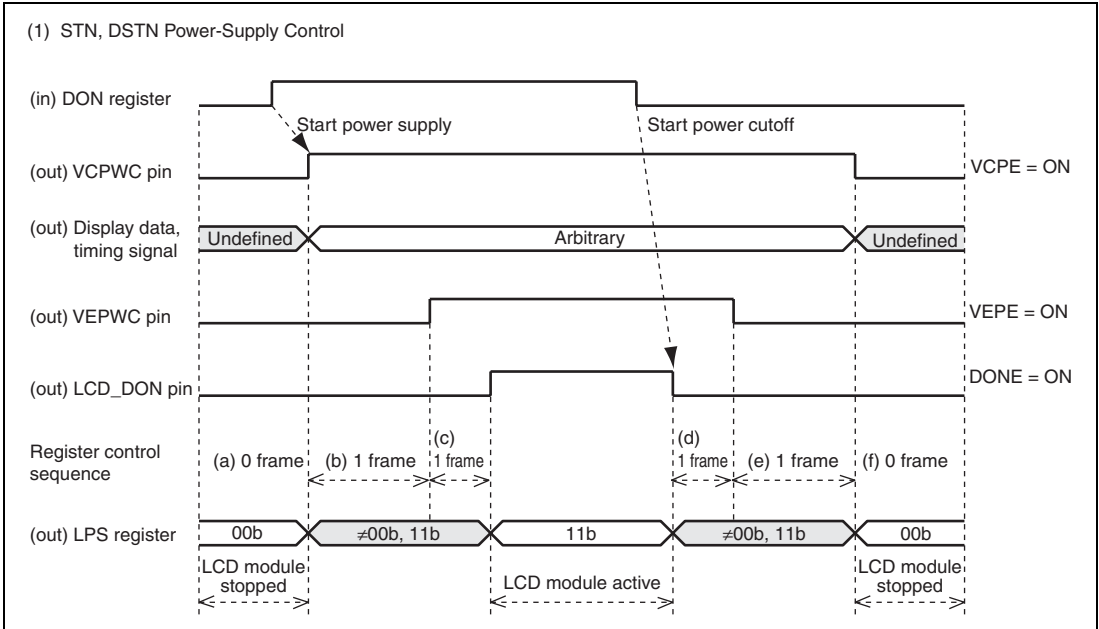 (1) STN, DSTN Power-Supply Control
(in) DON register
Start power supply
Start power cutoff
(out) VCPWC pin
VCPE = ON
(out) Display data,
timing signal
Undefined
Arbitrary
Undefined
(out) VEPWC pin
VEPE = ON
(out) LCD_DON pin
DONE = ON
Register control
sequence
(a) 0 frame
(b) 1 frame
(c)
1 frame
(d)
1 frame
(e) 1 frame
(f) 0 frame
(out) LPS register
00b
≠00b, 11b
11b
≠00b, 11b
00b
LCD module
stopped
LCD module active
LCD module
stopped